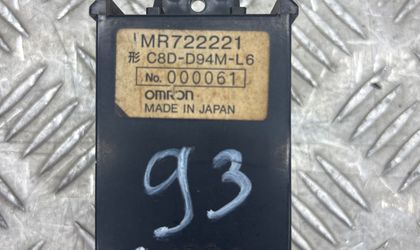 MR722221
形 C8D-D94M-L6
No. 000061
omron
MADE IN JAPAN
93